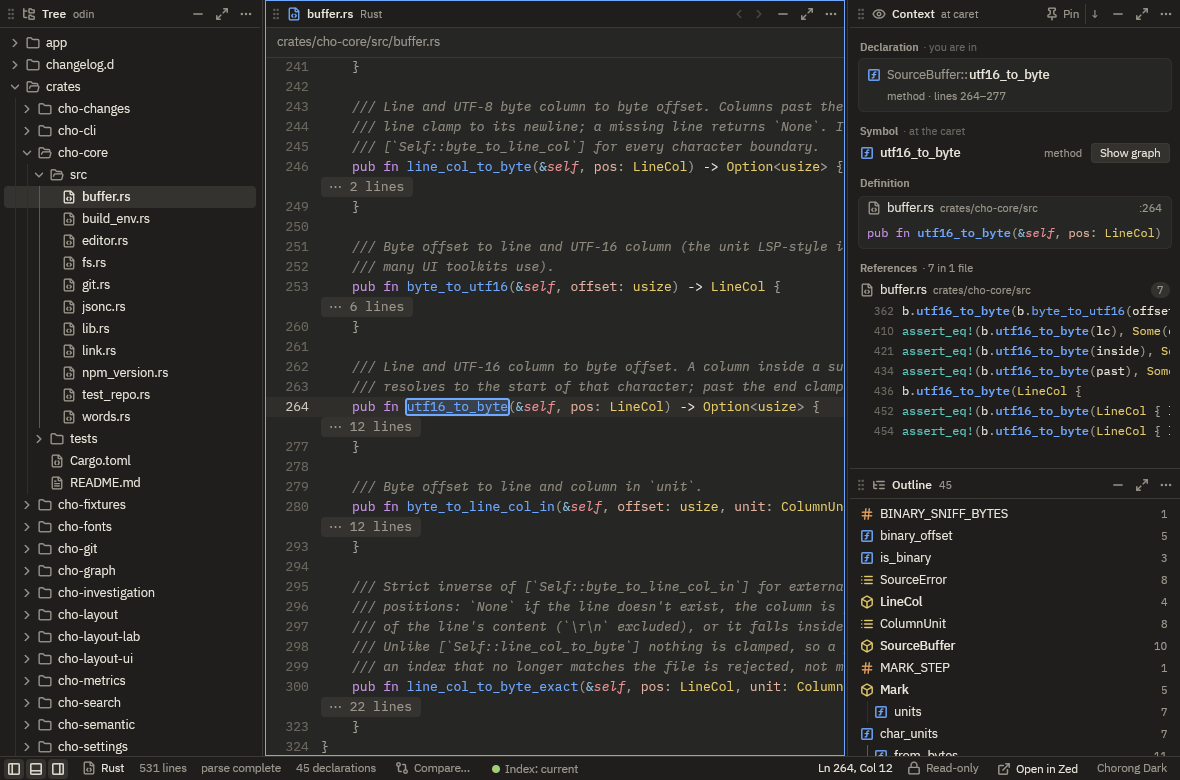 Tree odin
app
changelog.d
crates
cho-changes
cho-cli
cho-core
src
buffer.rs
build_env.rs
editor.rs
fs.rs
git.rs
jsonc.rs
lib.rs
link.rs
npm_version.rs
test_repo.rs
words.rs
tests
Cargo.toml
README.md
cho-fixtures
cho-fonts
cho-git
cho-graph
cho-investigation
cho-layout
cho-layout-lab
cho-layout-ui
cho-metrics
cho-search
cho-semantic
cho-settings
buffer.rs Rust
crates/cho-core/src/buffer.rs
241 }
242
243 /// Line and UTF-8 byte column to byte offset. Columns past the
244 /// line clamp to its newline; a missing line returns `None`. I
245 /// [`Self::byte_to_line_col`] for every character boundary.
246 pub fn line_col_to_byte(&self, pos: LineCol) -> Option<usize> {
··· 2 lines
249 }
250
251 /// Byte offset to line and UTF-16 column (the unit LSP-style i
252 /// many UI toolkits use).
253 pub fn byte_to_utf16(&self, offset: usize) -> LineCol {
··· 6 lines
260 }
261
262 /// Line and UTF-16 column to byte offset. A column inside a su
263 /// resolves to the start of that character; past the end clamp
264 pub fn utf16_to_byte(&self, pos: LineCol) -> Option<usize> {
··· 12 lines
277 }
278
279 /// Byte offset to line and column in `unit`.
280 pub fn byte_to_line_col_in(&self, offset: usize, unit: ColumnUn
··· 12 lines
293 }
294
295 /// Strict inverse of [`Self::byte_to_line_col_in`] for externa
296 /// positions: `None` if the line doesn't exist, the column is
297 /// of the line's content (`\r\n` excluded), or it falls inside
298 /// Unlike [`Self::line_col_to_byte`] nothing is clamped, so a
299 /// an index that no longer matches the file is rejected, not m
300 pub fn line_col_to_byte_exact(&self, pos: LineCol, unit: Column
··· 22 lines
323 }
324 }
Context at caret Pin ↓
Declaration · you are in
SourceBuffer::utf16_to_byte
method · lines 264–277
Symbol · at the caret
utf16_to_byte method Show graph
Definition
buffer.rs crates/cho-core/src :264
pub fn utf16_to_byte(&self, pos: LineCol)
References · 7 in 1 file
buffer.rs crates/cho-core/src 7
362 b.utf16_to_byte(b.byte_to_utf16(offse
410 assert_eq!(b.utf16_to_byte(lc), Some(
421 assert_eq!(b.utf16_to_byte(inside), S
434 assert_eq!(b.utf16_to_byte(past), Som
436 b.utf16_to_byte(LineCol {
452 assert_eq!(b.utf16_to_byte(LineCol {
454 assert_eq!(b.utf16_to_byte(LineCol {
Outline 45
BINARY_SNIFF_BYTES 1
binary_offset 5
is_binary 3
SourceError 8
LineCol 4
ColumnUnit 8
SourceBuffer 10
MARK_STEP 1
Mark 5
units 7
char_units 7
from_bytes
Rust 531 lines parse complete 45 declarations Compare... Index: current Ln 264, Col 12 Read-only Open in Zed Chorong Dark